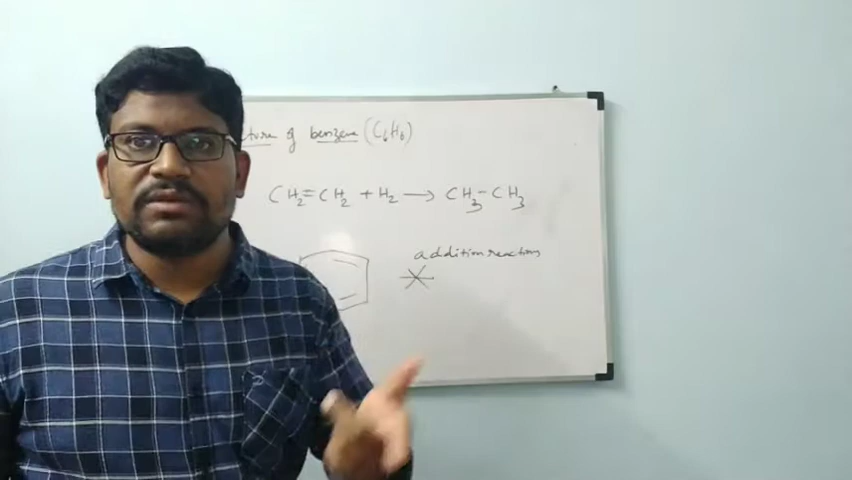 of benzene (C6H6)
CH2=CH2 + H2 → CH3-CH3
addition reactions